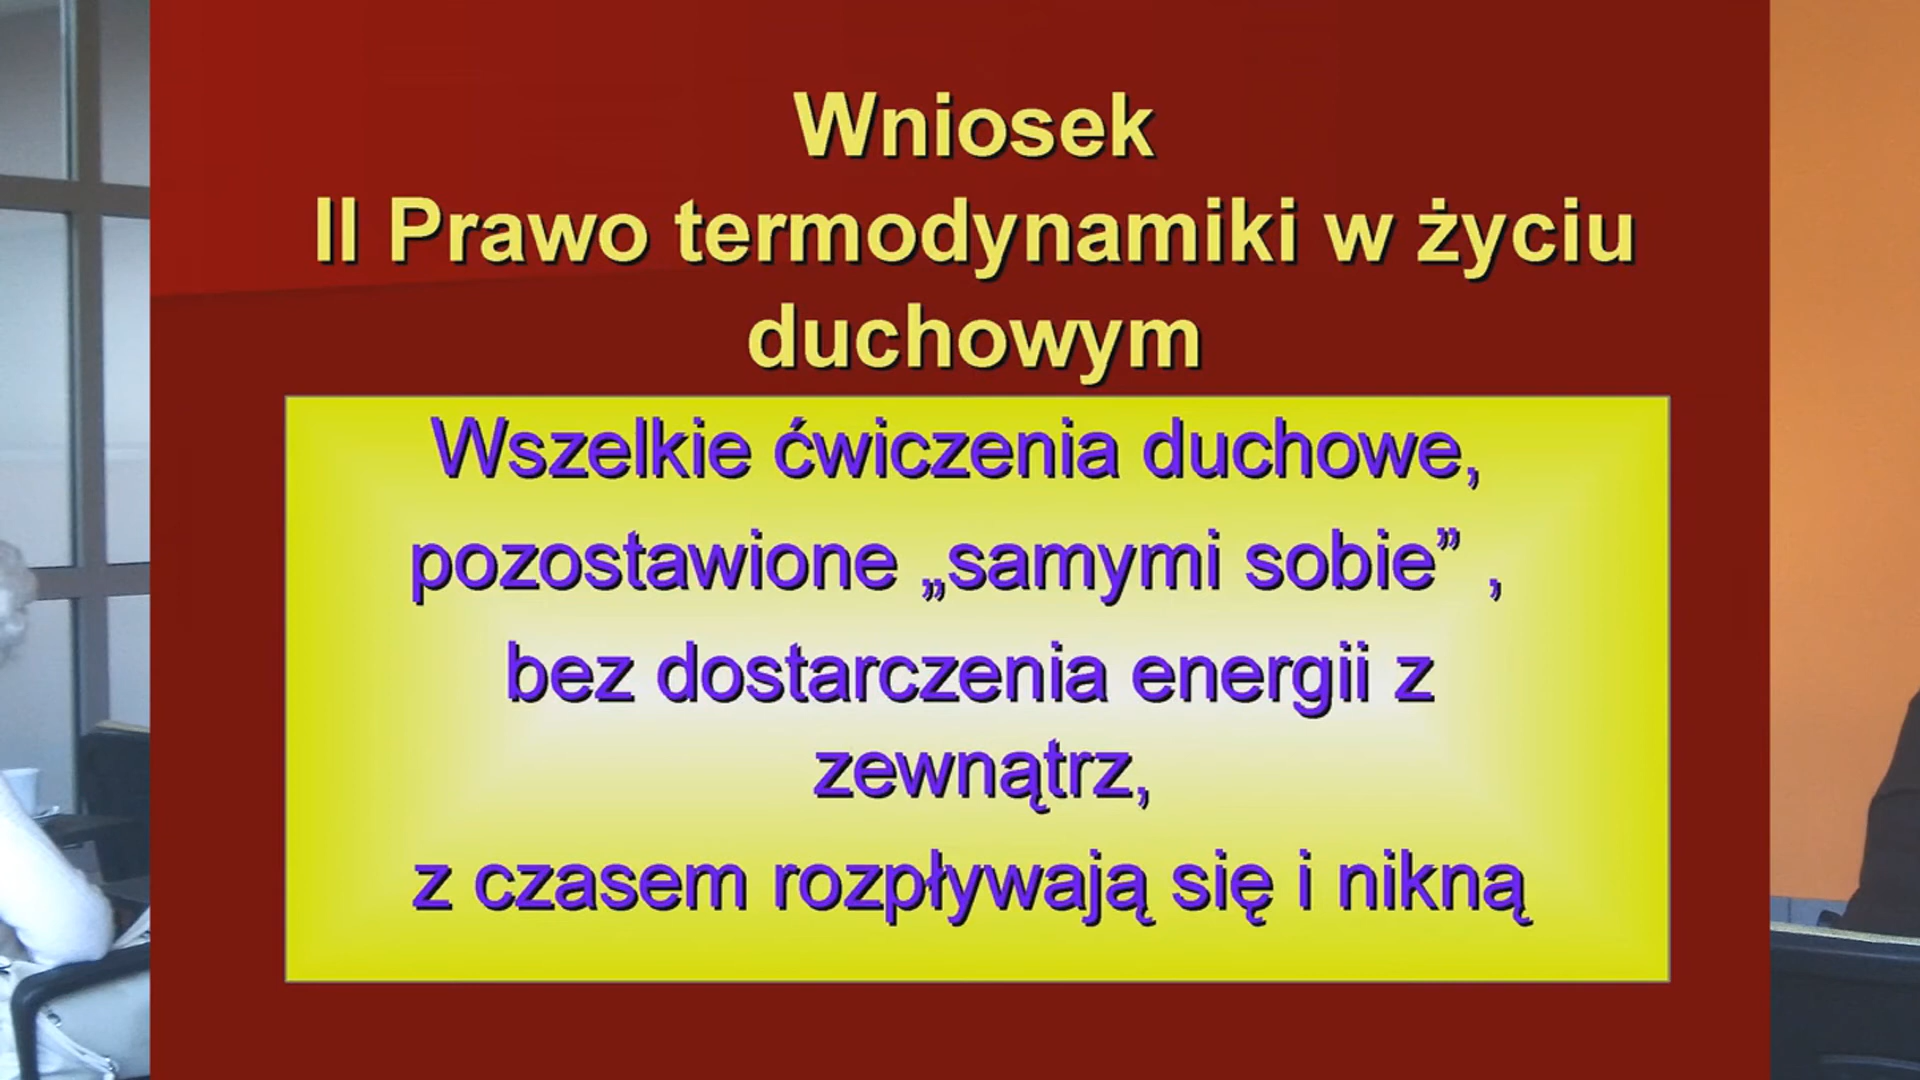 Wniosek
II Prawo termodynamiki w życiu
duchowym
Wszelkie ćwiczenia duchowe,
pozostawione „samymi sobie” ,
bez dostarczenia energii z
zewnątrz,
z czasem rozpływają się i nikną